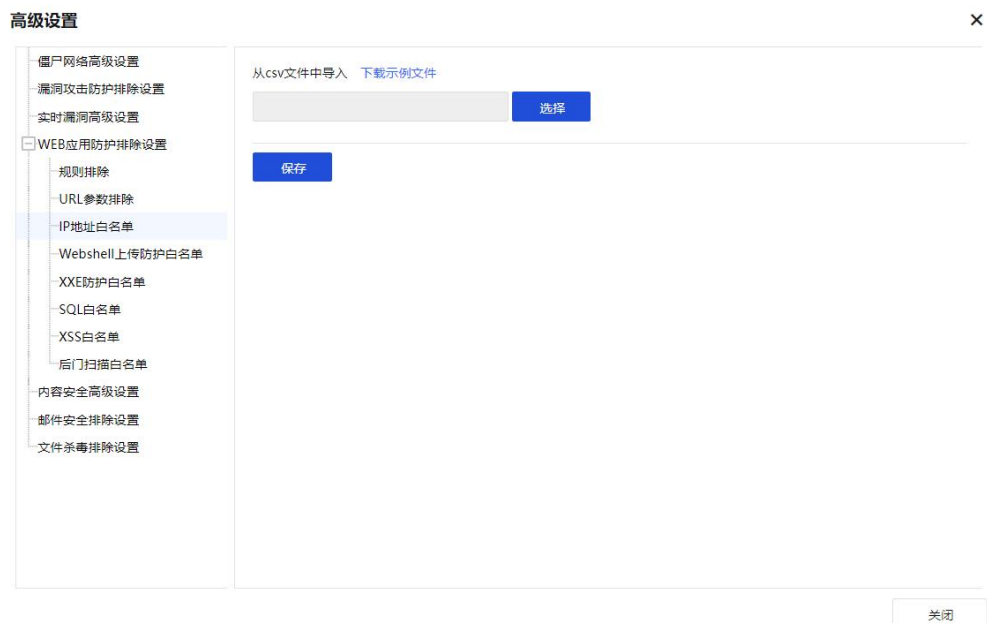 高级设置
僵尸网络高级设置
漏洞攻击防护排除设置
实时漏洞高级设置
WEB应用防护排除设置
规则排除
URL参数排除
IP地址白名单
Webshell上传防护白名单
XXE防护白名单
SQL白名单
XSS白名单
后门扫描白名单
内容安全高级设置
邮件安全排除设置
文件杀毒排除设置
从csv文件中导入 下载示例文件
选择
保存
关闭